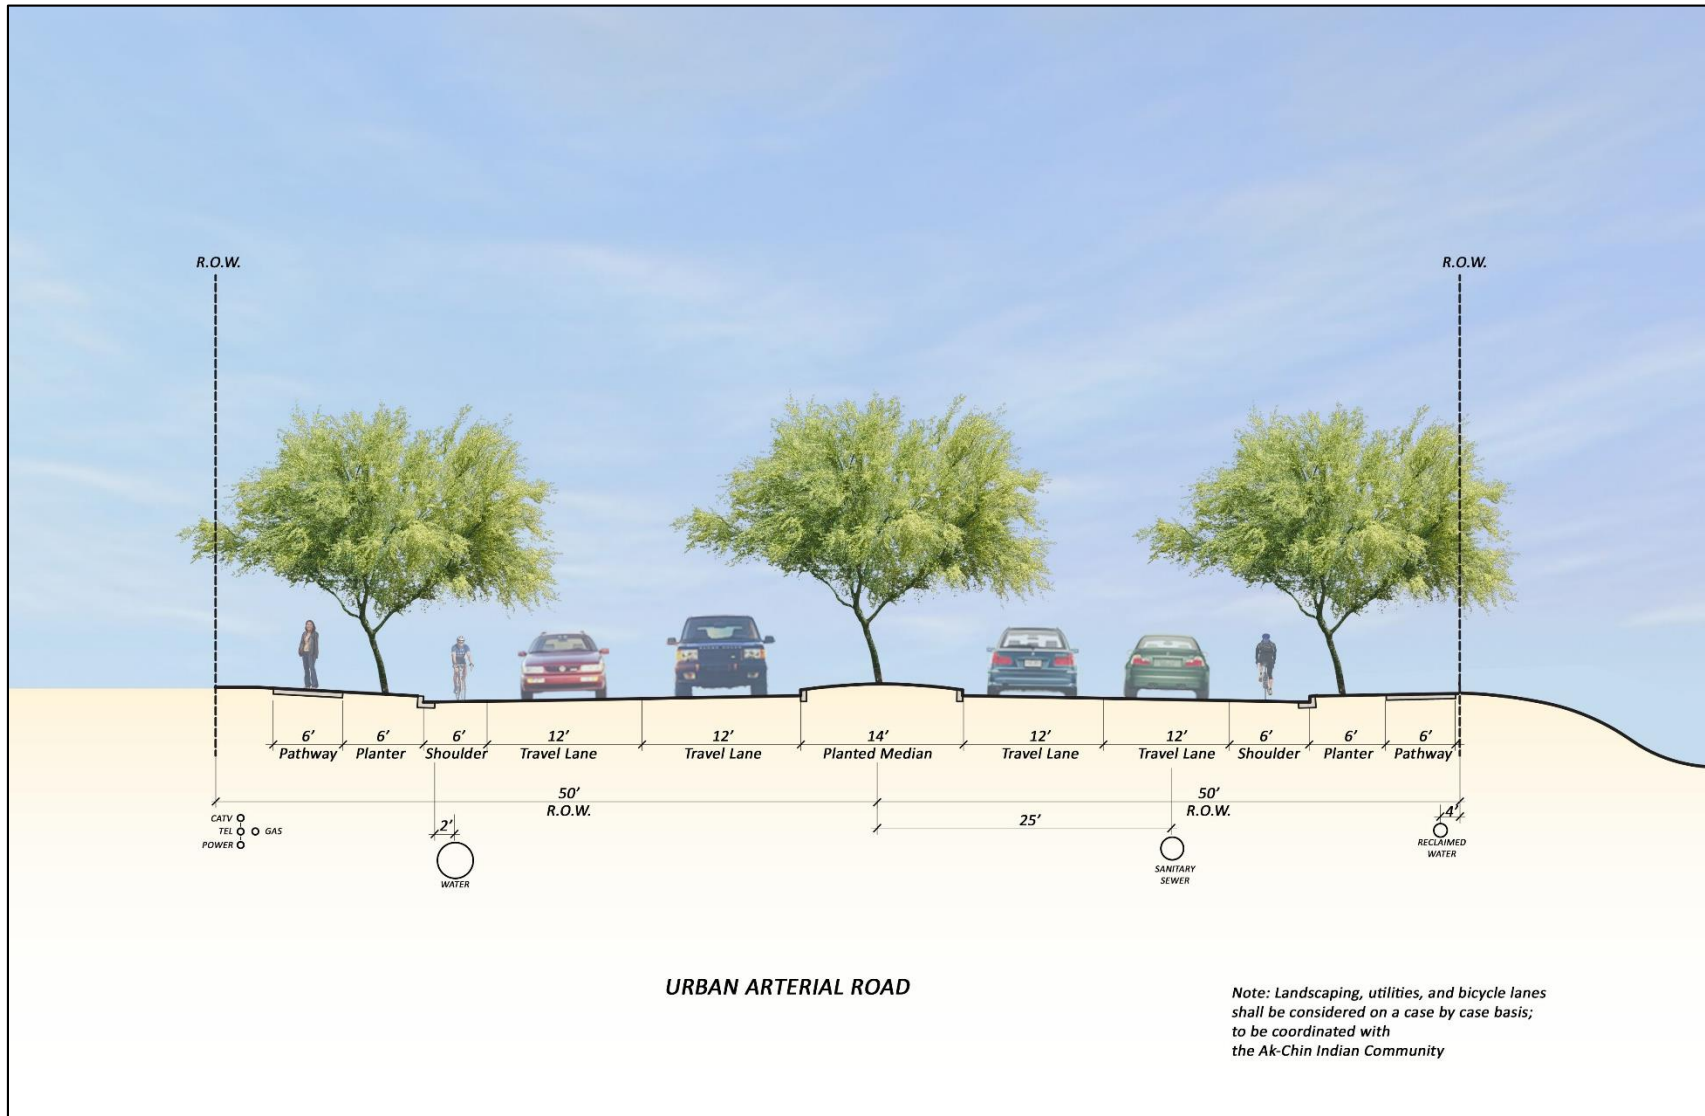 R.O.W.
R.O.W.
6' 6' 6' 12' 12' 14' 12' 12' 6' 6' 6'
Pathway Planter Shoulder Travel Lane Travel Lane Planted Median Travel Lane Travel Lane Shoulder Planter Pathway
50' 50'
R.O.W. R.O.W.
CATV
TEL GAS
POWER
2'
WATER
25'
SANITARY
SEWER
4'
RECLAIMED
WATER
URBAN ARTERIAL ROAD
Note: Landscaping, utilities, and bicycle lanes
shall be considered on a case by case basis;
to be coordinated with
the Ak-Chin Indian Community